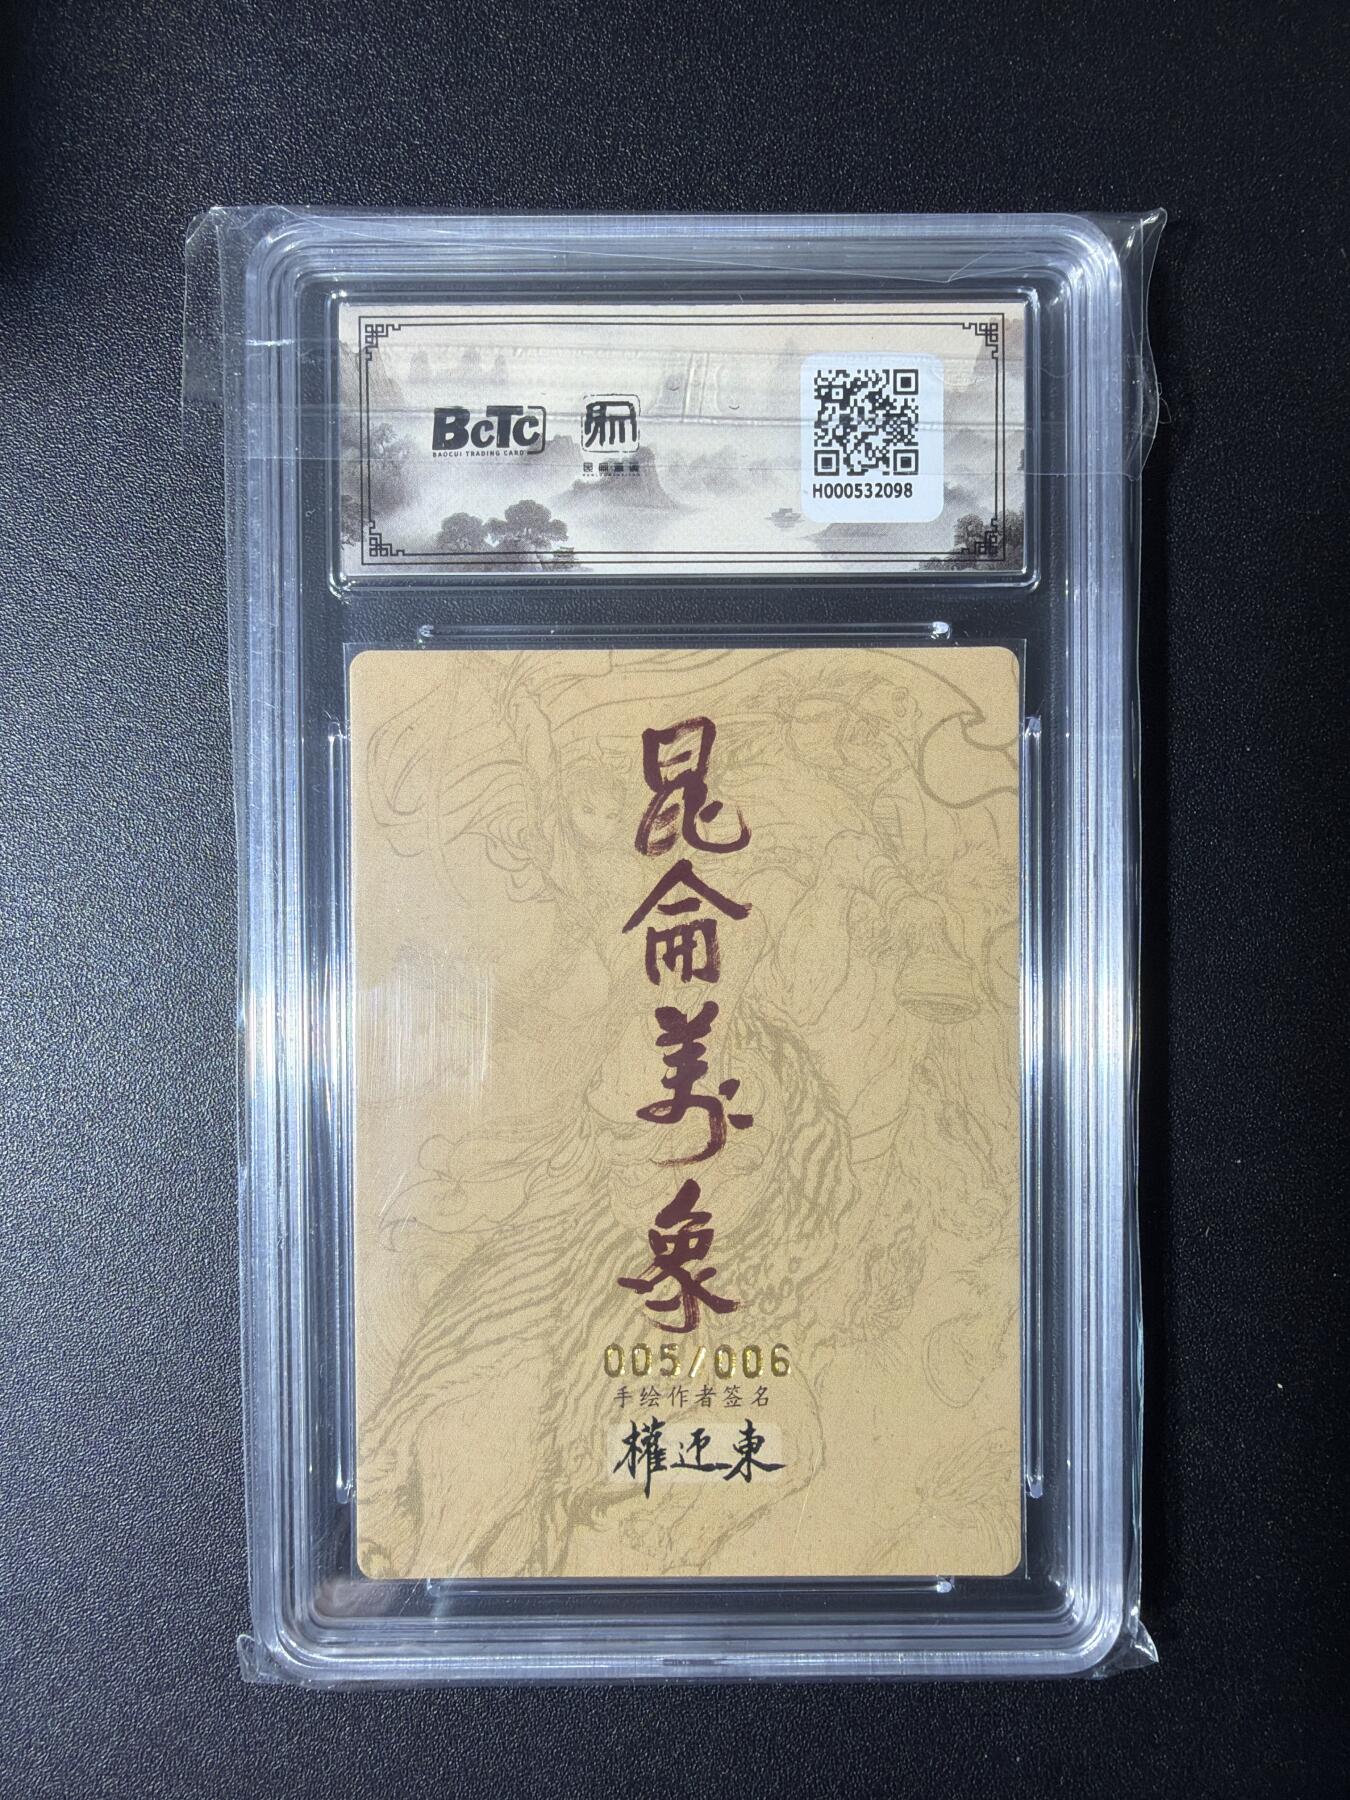 BcTc
BAOCUI TRADING CARD
H000532098
昆
侖
美
象
005/006
手绘作者签名
權迎東